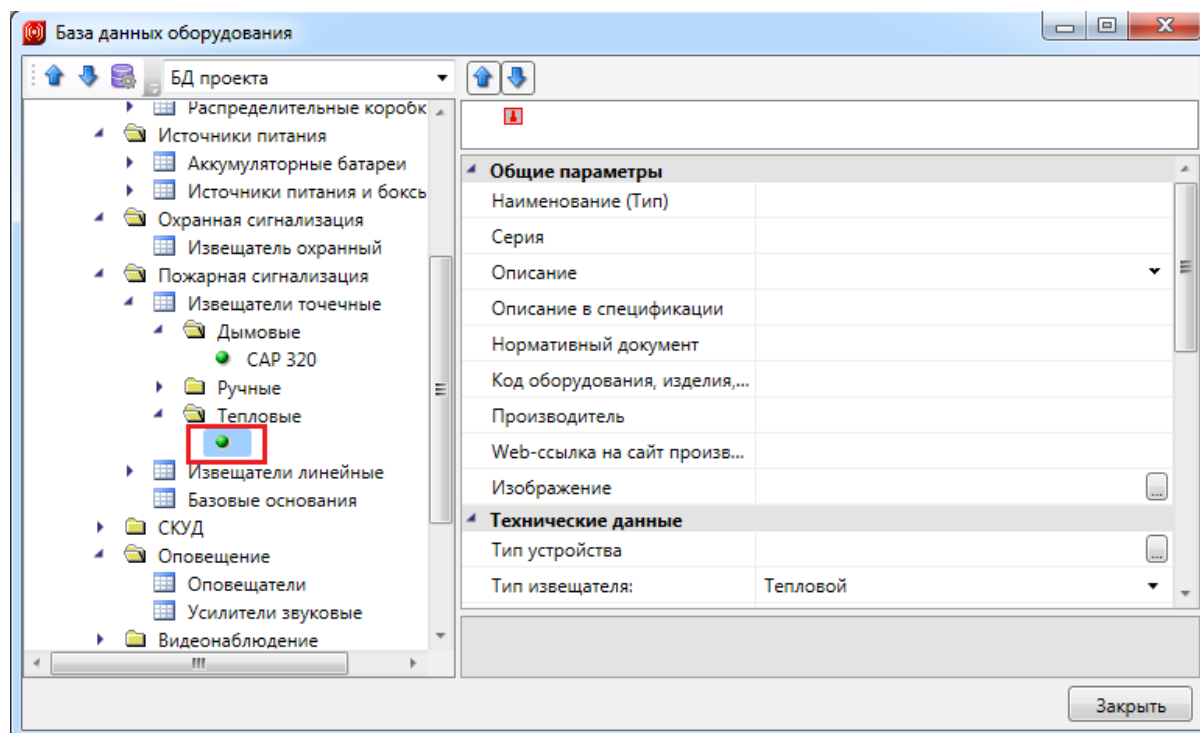 База данных оборудования
БД проекта
Распределительные коробк
Источники питания
Аккумуляторные батареи
Источники питания и боксы
Охранная сигнализация
Извещатель охранный
Пожарная сигнализация
Извещатели точечные
Дымовые
CAP 320
Ручные
Тепловые
Извещатели линейные
Базовые основания
СКУД
Оповещение
Оповещатели
Усилители звуковые
Видеонаблюдение
Общие параметры
Наименование (Тип)
Серия
Описание
Описание в спецификации
Нормативный документ
Код оборудования, изделия,...
Производитель
Web-ссылка на сайт произв...
Изображение
...
Технические данные
Тип устройства
...
Тип извещателя: Тепловой
Закрыть